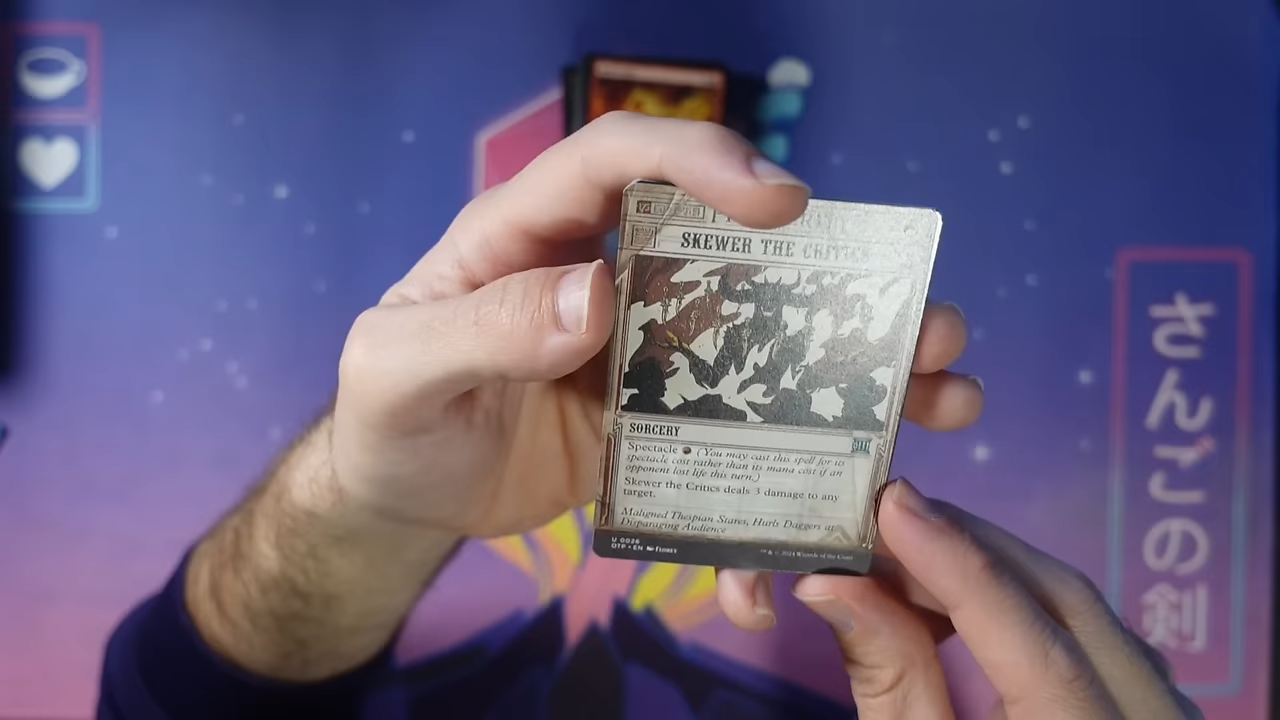 SKEWER THE CRITICS
SORCERY
Spectacle (You may cast this spell for its
spectacle cost rather than its mana cost if an
opponent lost life this turn.)
Skewer the Critics deals 3 damage to any
target.
Maligned Thespian Stares, Hurls Daggers at
Disparaging Audience
U 0026
OTP • EN
™ & © 2024 Wizards of the Coast
さんごの剣